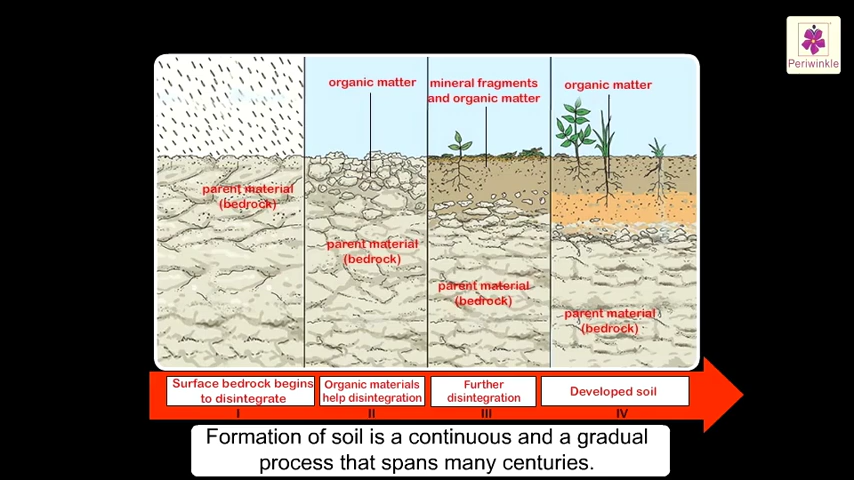 Periwinkle
organic matter
mineral fragments
and organic matter
organic matter
parent material
(bedrock)
parent material
(bedrock)
parent material
(bedrock)
parent material
(bedrock)
Surface bedrock begins
to disintegrate
I
Organic materials
help disintegration
II
Further
disintegration
III
Developed soil
IV
Formation of soil is a continuous and a gradual
process that spans many centuries.